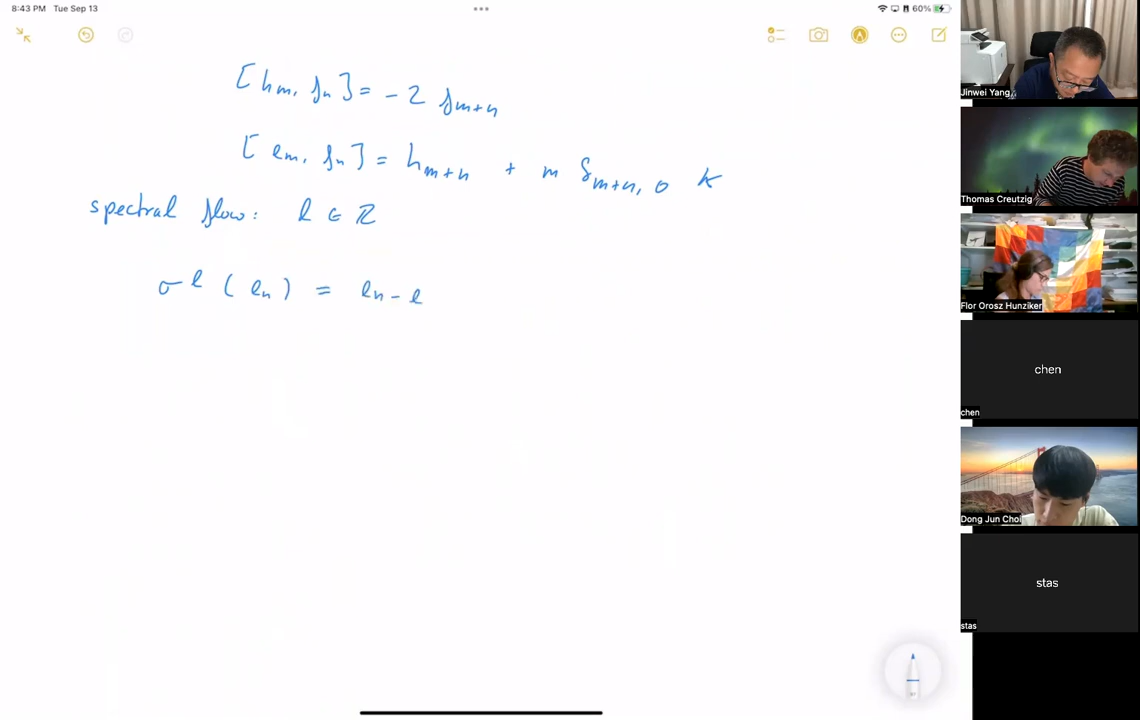 8:43 PM Tue Sep 13
60%
[hm, fn] = -2 fm+n
[em, fn] = hm+n + m δm+n, 0 K
spectral flow: l ∈ ℤ
σ^l (en) = en-l
Jinwei Yang
Thomas Creutzig
Flor Orosz Hunziker
chen
chen
Dong Jun Choi
stas
stas